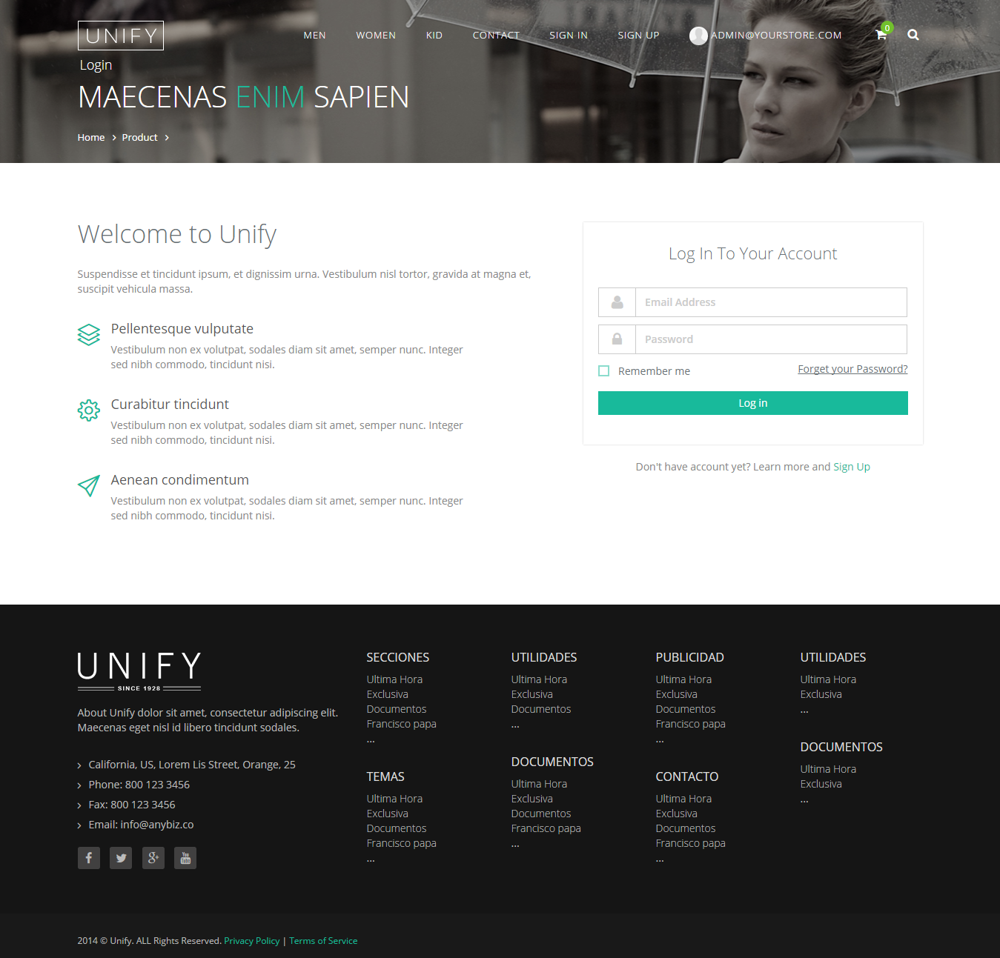 UNIFY
MEN WOMEN KID CONTACT SIGN IN SIGN UP ADMIN@YOURSTORE.COM 0
Login
MAECENAS ENIM SAPIEN
Home Product
Welcome to Unify
Suspendisse et tincidunt ipsum, et dignissim urna. Vestibulum nisl tortor, gravida at magna et,
suscipit vehicula massa.
Pellentesque vulputate
Vestibulum non ex volutpat, sodales diam sit amet, semper nunc. Integer
sed nibh commodo, tincidunt nisi.
Curabitur tincidunt
Vestibulum non ex volutpat, sodales diam sit amet, semper nunc. Integer
sed nibh commodo, tincidunt nisi.
Aenean condimentum
Vestibulum non ex volutpat, sodales diam sit amet, semper nunc. Integer
sed nibh commodo, tincidunt nisi.
Log In To Your Account
Email Address
Password
Remember me
Forget your Password?
Log in
Don't have account yet? Learn more and Sign Up
UNIFY
SINCE 1928
About Unify dolor sit amet, consectetur adipiscing elit.
Maecenas eget nisl id libero tincidunt sodales.
California, US, Lorem Lis Street, Orange, 25
Phone: 800 123 3456
Fax: 800 123 3456
Email: info@anybiz.co
f
g+
You
Tube
SECCIONES
Ultima Hora
Exclusiva
Documentos
Francisco papa
...
TEMAS
Ultima Hora
Exclusiva
Documentos
Francisco papa
...
UTILIDADES
Ultima Hora
Exclusiva
Documentos
...
DOCUMENTOS
Ultima Hora
Exclusiva
Documentos
Francisco papa
...
PUBLICIDAD
Ultima Hora
Exclusiva
Documentos
Francisco papa
...
CONTACTO
Ultima Hora
Exclusiva
Documentos
Francisco papa
...
UTILIDADES
Ultima Hora
Exclusiva
...
DOCUMENTOS
Ultima Hora
Exclusiva
...
2014 © Unify. ALL Rights Reserved. Privacy Policy | Terms of Service